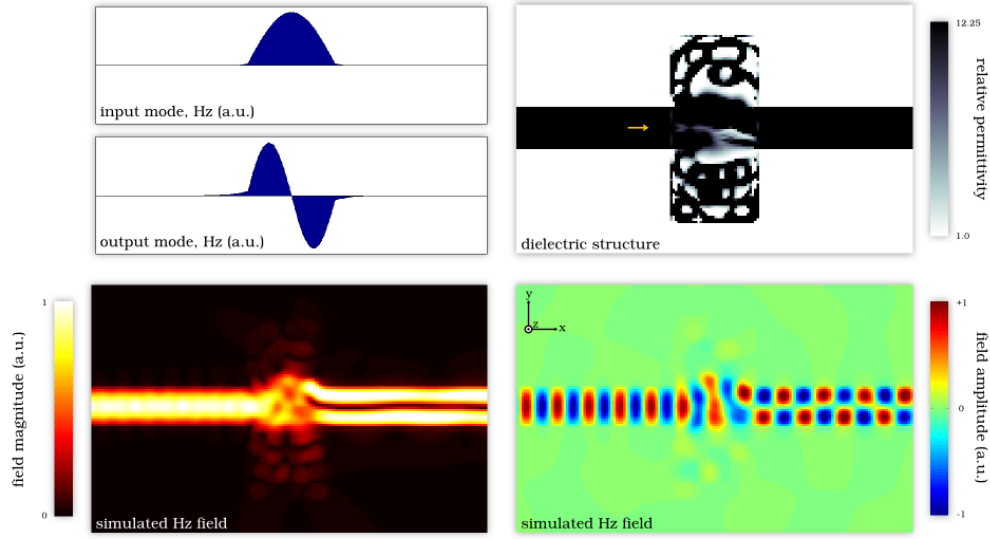 input mode, Hz (a.u.)
output mode, Hz (a.u.)
dielectric structure
12.25
relative permittivity
1.0
field magnitude (a.u.)
1
0
simulated Hz field
y
z
x
simulated Hz field
+1
0
-1
field amplitude (a.u.)